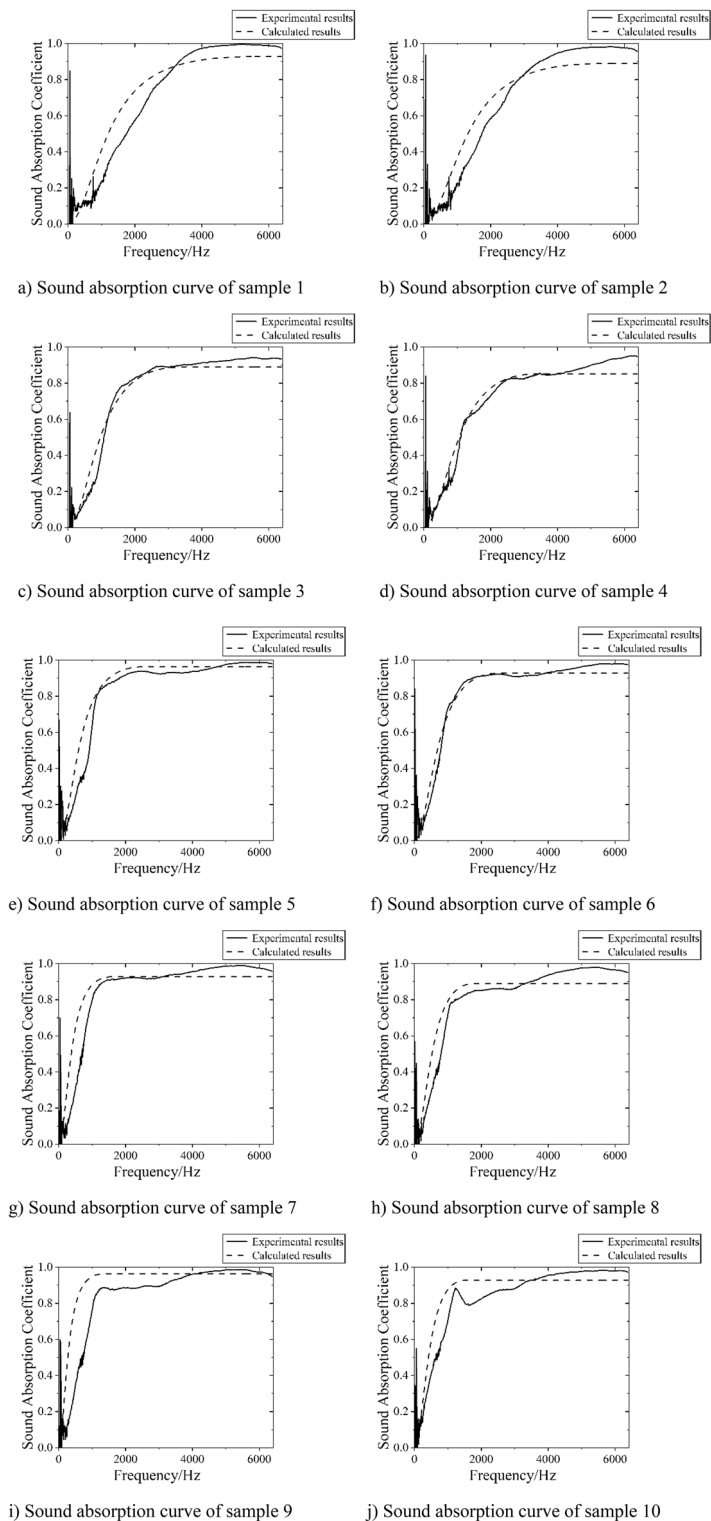 Experimental results
Calculated results
Experimental results
Calculated results
Sound Absorption Coefficient
1.0
0.8
0.6
0.4
0.2
0.0
0 2000 4000 6000
Frequency/Hz
Sound Absorption Coefficient
1.0
0.8
0.6
0.4
0.2
0.0
0 2000 4000 6000
Frequency/Hz
a) Sound absorption curve of sample 1
b) Sound absorption curve of sample 2
Experimental results
Calculated results
Experimental results
Calculated results
Sound Absorption Coefficient
1.0
0.8
0.6
0.4
0.2
0.0
0 2000 4000 6000
Frequency/Hz
Sound Absorption Coefficient
1.0
0.8
0.6
0.4
0.2
0.0
0 2000 4000 6000
Frequency/Hz
c) Sound absorption curve of sample 3
d) Sound absorption curve of sample 4
Experimental results
Calculated results
Experimental results
Calculated results
Sound Absorption Coefficient
1.0
0.8
0.6
0.4
0.2
0.0
0 2000 4000 6000
Frequency/Hz
Sound Absorption Coefficient
1.0
0.8
0.6
0.4
0.2
0.0
0 2000 4000 6000
Frequency/Hz
e) Sound absorption curve of sample 5
f) Sound absorption curve of sample 6
Experimental results
Calculated results
Experimental results
Calculated results
Sound Absorption Coefficient
1.0
0.8
0.6
0.4
0.2
0.0
0 2000 4000 6000
Frequency/Hz
Sound Absorption Coefficient
1.0
0.8
0.6
0.4
0.2
0.0
0 2000 4000 6000
Frequency/Hz
g) Sound absorption curve of sample 7
h) Sound absorption curve of sample 8
Experimental results
Calculated results
Experimental results
Calculated results
Sound Absorption Coefficient
1.0
0.8
0.6
0.4
0.2
0.0
0 2000 4000 6000
Frequency/Hz
Sound Absorption Coefficient
1.0
0.8
0.6
0.4
0.2
0.0
0 2000 4000 6000
Frequency/Hz
i) Sound absorption curve of sample 9
j) Sound absorption curve of sample 10